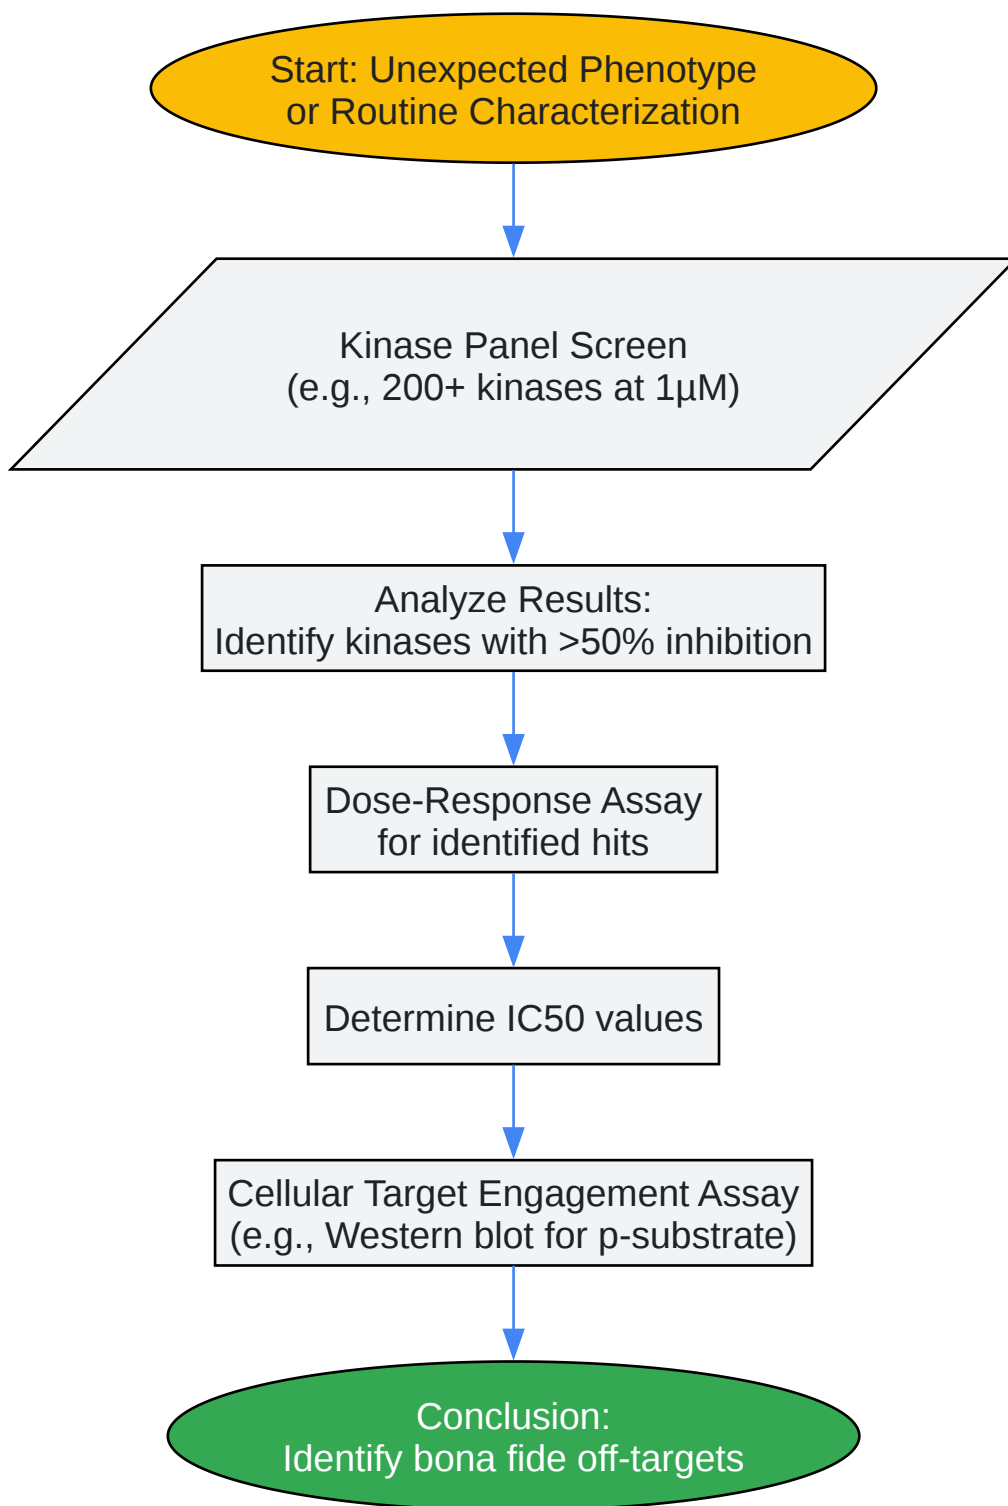 Start: Unexpected Phenotype
or Routine Characterization
Kinase Panel Screen
(e.g., 200+ kinases at 1µM)
Analyze Results:
Identify kinases with >50% inhibition
Dose-Response Assay
for identified hits
Determine IC50 values
Cellular Target Engagement Assay
(e.g., Western blot for p-substrate)
Conclusion:
Identify bona fide off-targets